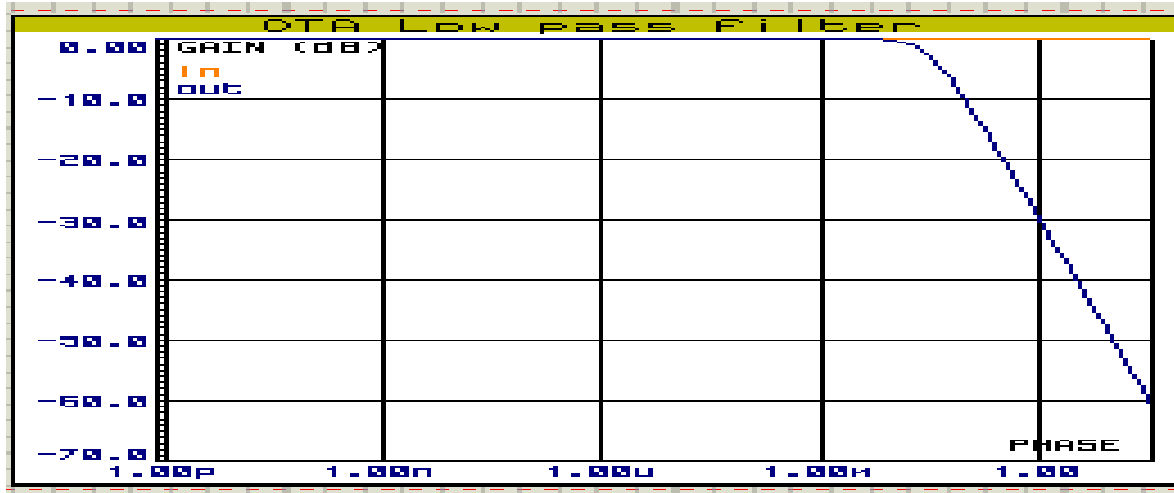 OTA Low pass filter
0.00 GAIN (dB)
In
out
-10.0
-20.0
-30.0
-40.0
-50.0
-60.0
PHASE
-70.0
1.00p 1.00n 1.00u 1.00m 1.00